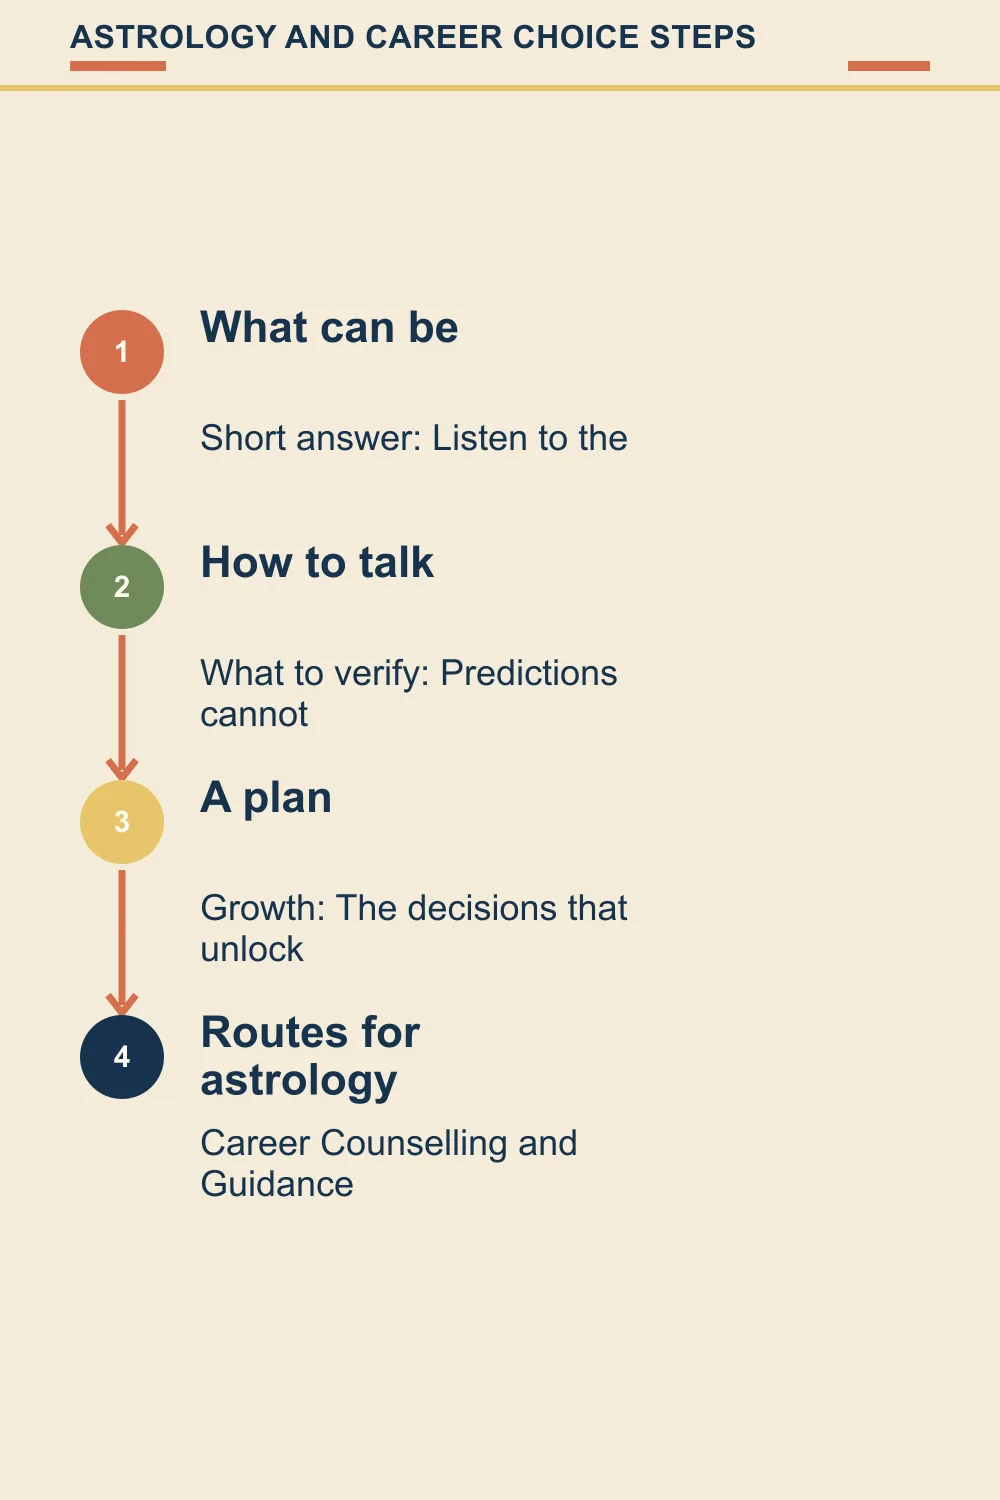 ASTROLOGY AND CAREER CHOICE STEPS
1
What can be
Short answer: Listen to the
2
How to talk
What to verify: Predictions
cannot
3
A plan
Growth: The decisions that
unlock
4
Routes for
astrology
Career Counselling and
Guidance